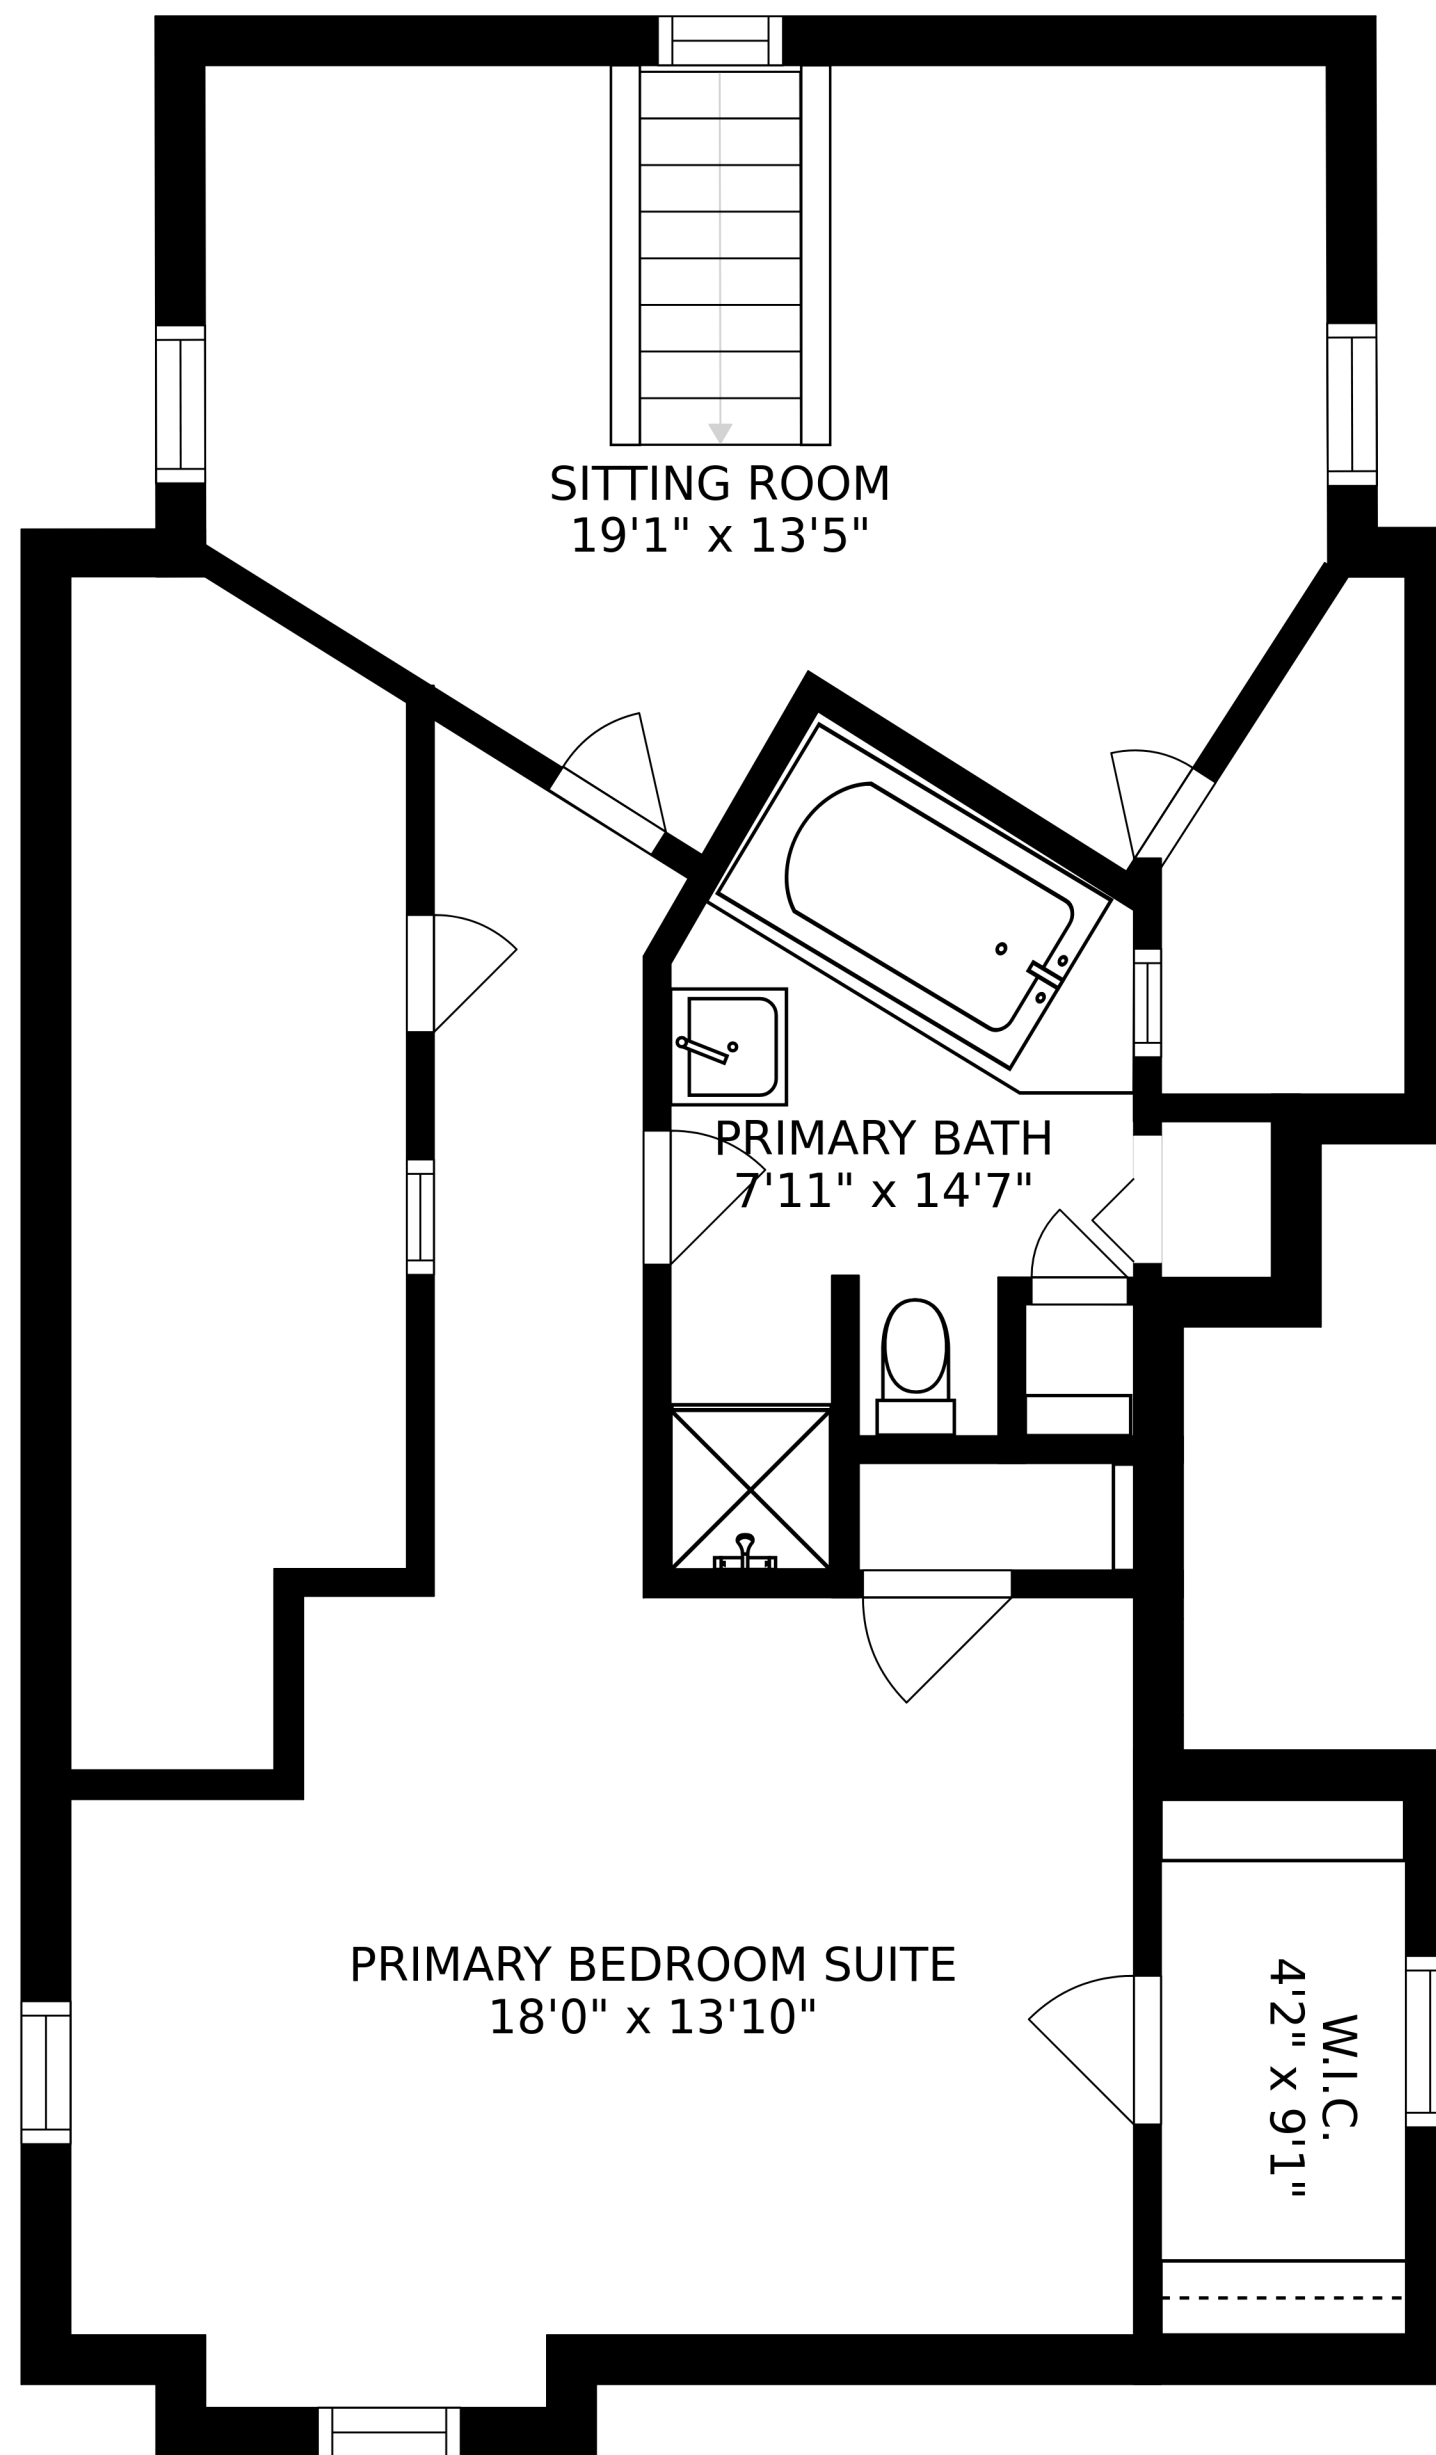 SITTING ROOM
19'1" x 13'5"
PRIMARY BATH
7'11" x 14'7"
PRIMARY BEDROOM SUITE
18'0" x 13'10"
W.I.C.
4'2" x 9'1"